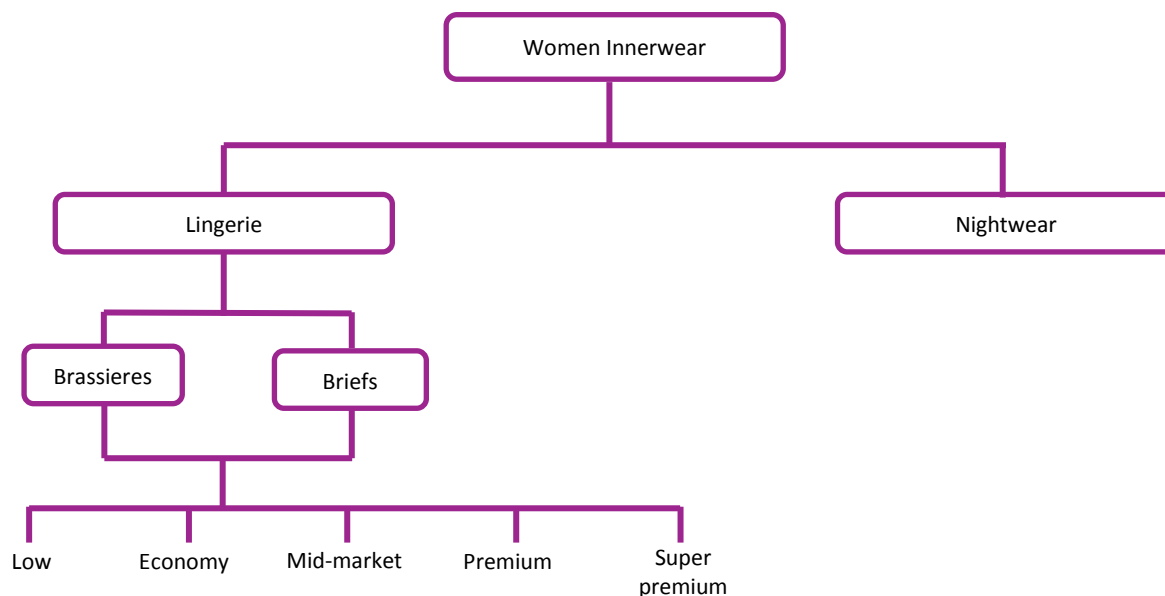 Women Innerwear
Lingerie
Nightwear
Brassieres
Briefs
Low
Economy
Mid-market
Premium
Super
premium